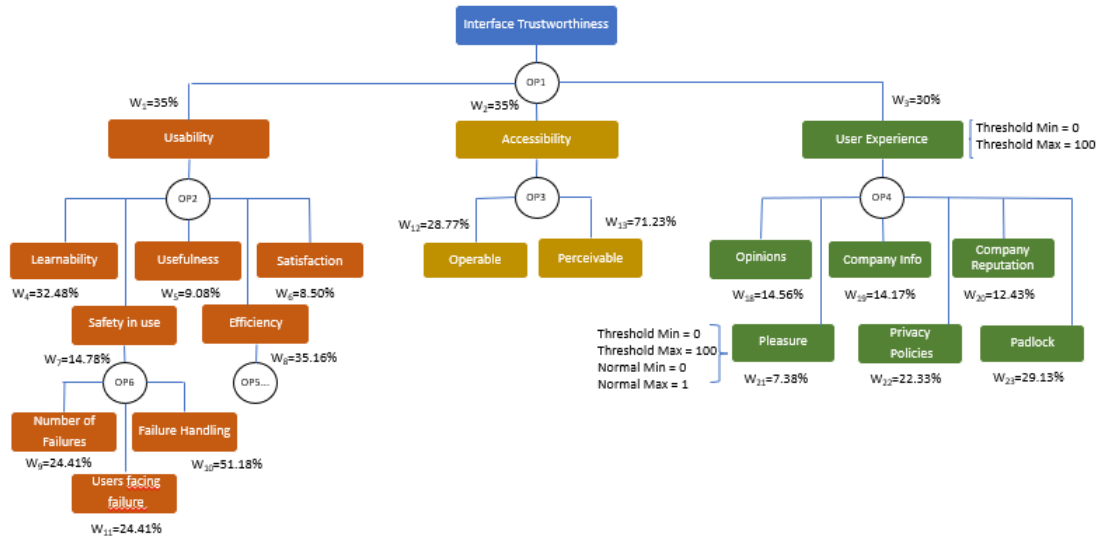 Interface Trustworthiness
OP1
W1=35%
W2=35%
W3=30%
Usability
Accessibility
User Experience
Threshold Min = 0
Threshold Max = 100
OP2
OP3
OP4
W12=28.77%
W13=71.23%
Learnability
Usefulness
Satisfaction
Operable
Perceivable
Opinions
Company Info
Company
Reputation
W4=32.48%
W5=9.08%
W6=8.50%
W18=14.56%
W19=14.17%
W20=12.43%
Safety in use
Efficiency
Threshold Min = 0
Threshold Max = 100
Normal Min = 0
Normal Max = 1
Pleasure
Privacy
Policies
Padlock
W7=14.78%
W8=35.16%
W21=7.38%
W22=22.33%
W23=29.13%
OP6
OP5...
Number of
Failures
Failure Handling
W9=24.41%
W10=51.18%
Users facing
failure
W11=24.41%